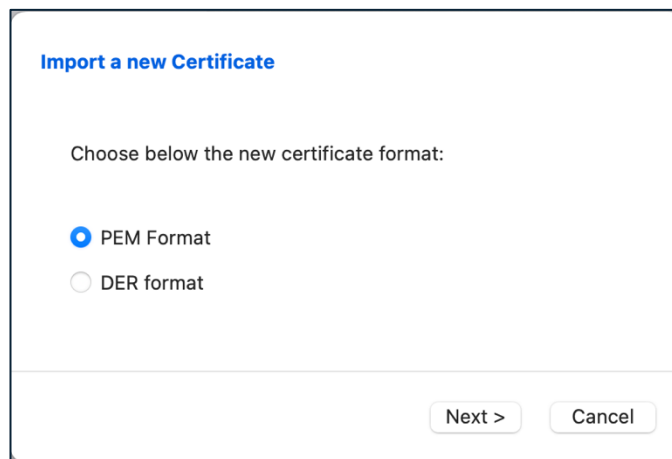 Import a new Certificate
Choose below the new certificate format:
PEM Format
DER format
Next >
Cancel